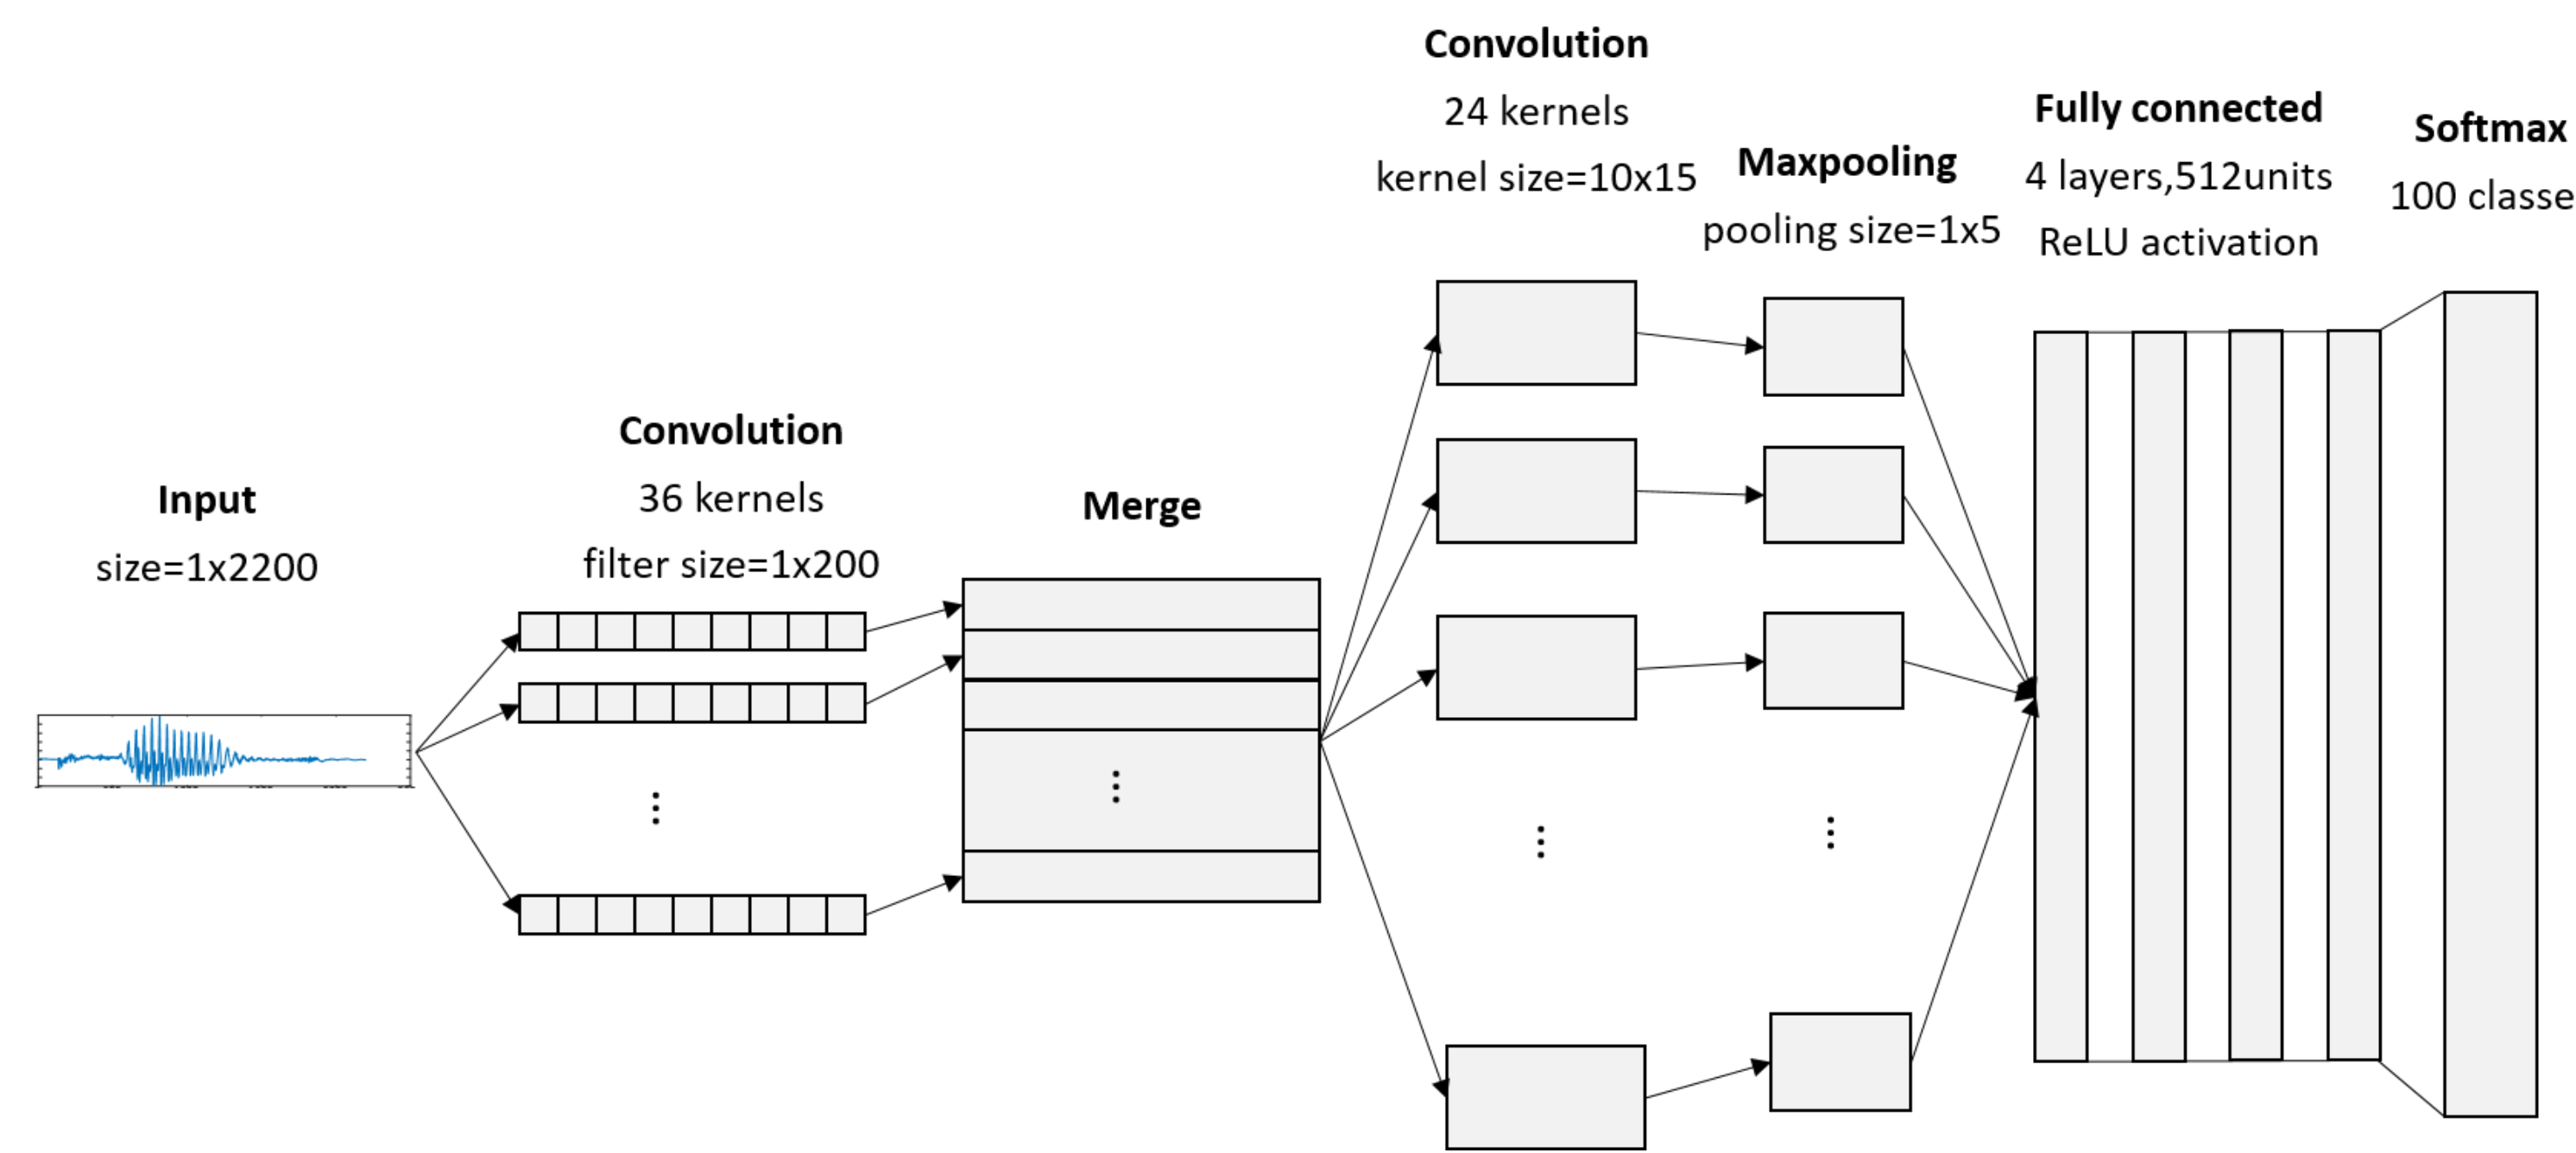 Input
size=1x2200
Convolution
36 kernels
filter size=1x200
Merge
Convolution
24 kernels
kernel size=10x15
Maxpooling
pooling size=1x5
Fully connected
4 layers,512units
ReLU activation
Softmax
100 classe